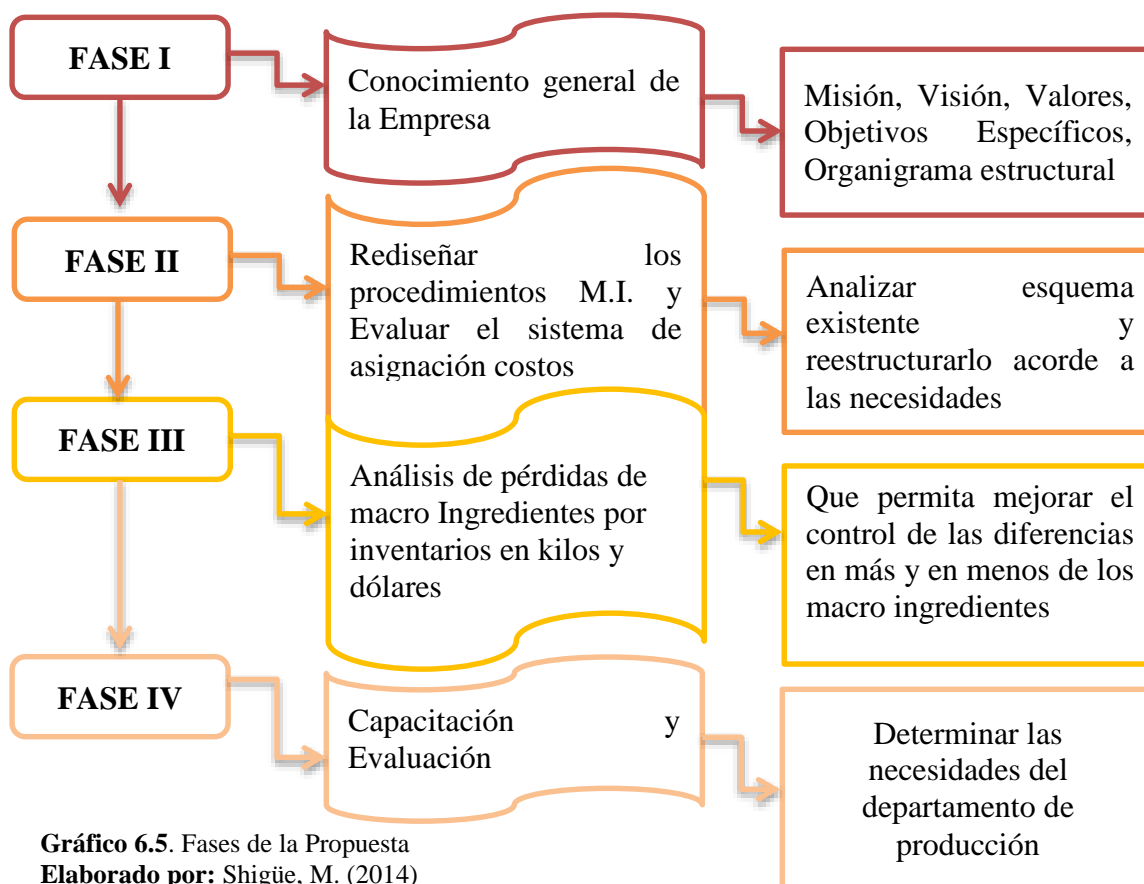 FASE I
Conocimiento general de
la Empresa
Misión, Visión, Valores,
Objetivos Específicos,
Organigrama estructural
FASE II
Rediseñar los
procedimientos M.I. y
Evaluar el sistema de
asignación costos
Analizar esquema
existente y
reestructurarlo acorde a
las necesidades
FASE III
Análisis de pérdidas de
macro Ingredientes por
inventarios en kilos y
dólares
Que permita mejorar el
control de las diferencias
en más y en menos de los
macro ingredientes
FASE IV
Capacitación y
Evaluación
Determinar las
necesidades del
departamento de
producción
Gráfico 6.5. Fases de la Propuesta
Elaborado por: Shigüe, M. (2014)